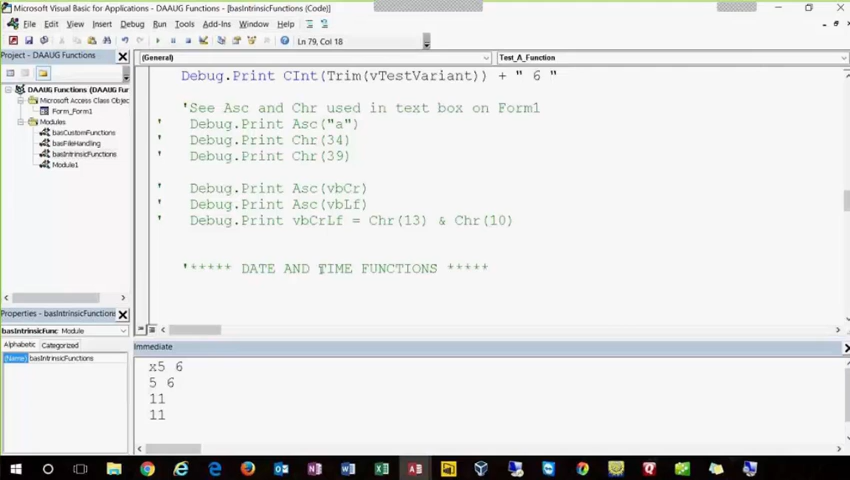 Microsoft Visual Basic for Applications - DAAUG Functions - [basIntrinsicFunctions (Code)]
File Edit View Insert Debug Run Tools Add-Ins Window Help
Ln 79, Col 18
Project - DAAUG Functions
(General)
Test_A_Function
DAAUG Functions (DAAUG Fur
Microsoft Access Class Objec
Form_Form1
Modules
basCustomFunctions
basFileHandling
basIntrinsicFunctions
Module1
Debug.Print CInt(Trim(vTestVariant)) + " 6 "
'See Asc and Chr used in text box on Form1
' Debug.Print Asc("a")
' Debug.Print Chr(34)
' Debug.Print Chr(39)
' Debug.Print Asc(vbCr)
' Debug.Print Asc(vbLf)
' Debug.Print vbCrLf = Chr(13) & Chr(10)
'***** DATE AND TIME FUNCTIONS *****
Properties - basIntrinsicFunctions
basIntrinsicFunc Module
Alphabetic Categorized
(Name) basIntrinsicFunctions
Immediate
x5 6
5 6
11
11